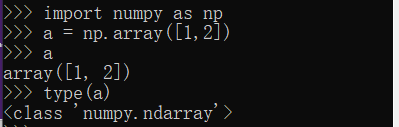 >>> import numpy as np
>>> a = np.array([1,2])
>>> a
array([1, 2])
>>> type(a)
<class 'numpy.ndarray'>